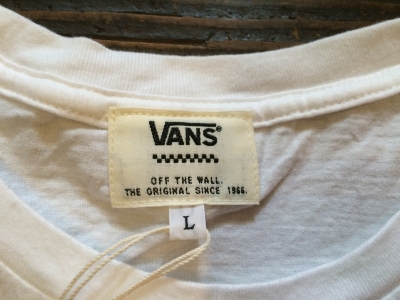 VANS
OFF THE WALL.
THE ORIGINAL SINCE 1966.
L